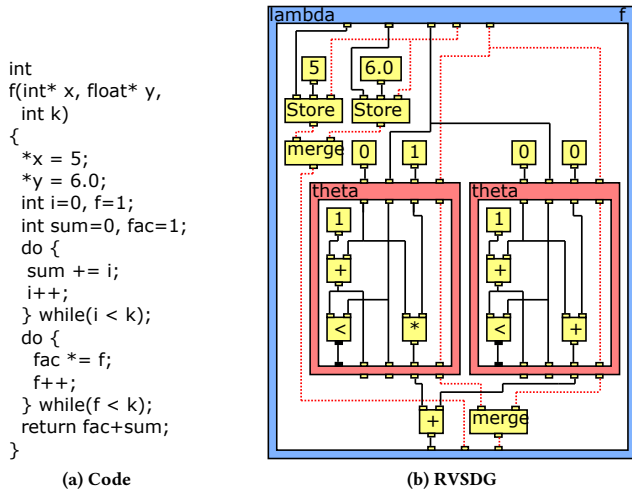 int
f(int* x, float* y,
int k)
{
*x = 5;
*y = 6.0;
int i=0, f=1;
int sum=0, fac=1;
do {
sum += i;
i++;
} while(i < k);
do {
fac *= f;
f++;
} while(f < k);
return fac+sum;
}
(a) Code
lambda f
5 6.0
Store Store
merge 0 1 0 0
theta theta
1 1
+ +
< * < +
+ merge
(b) RVSDG